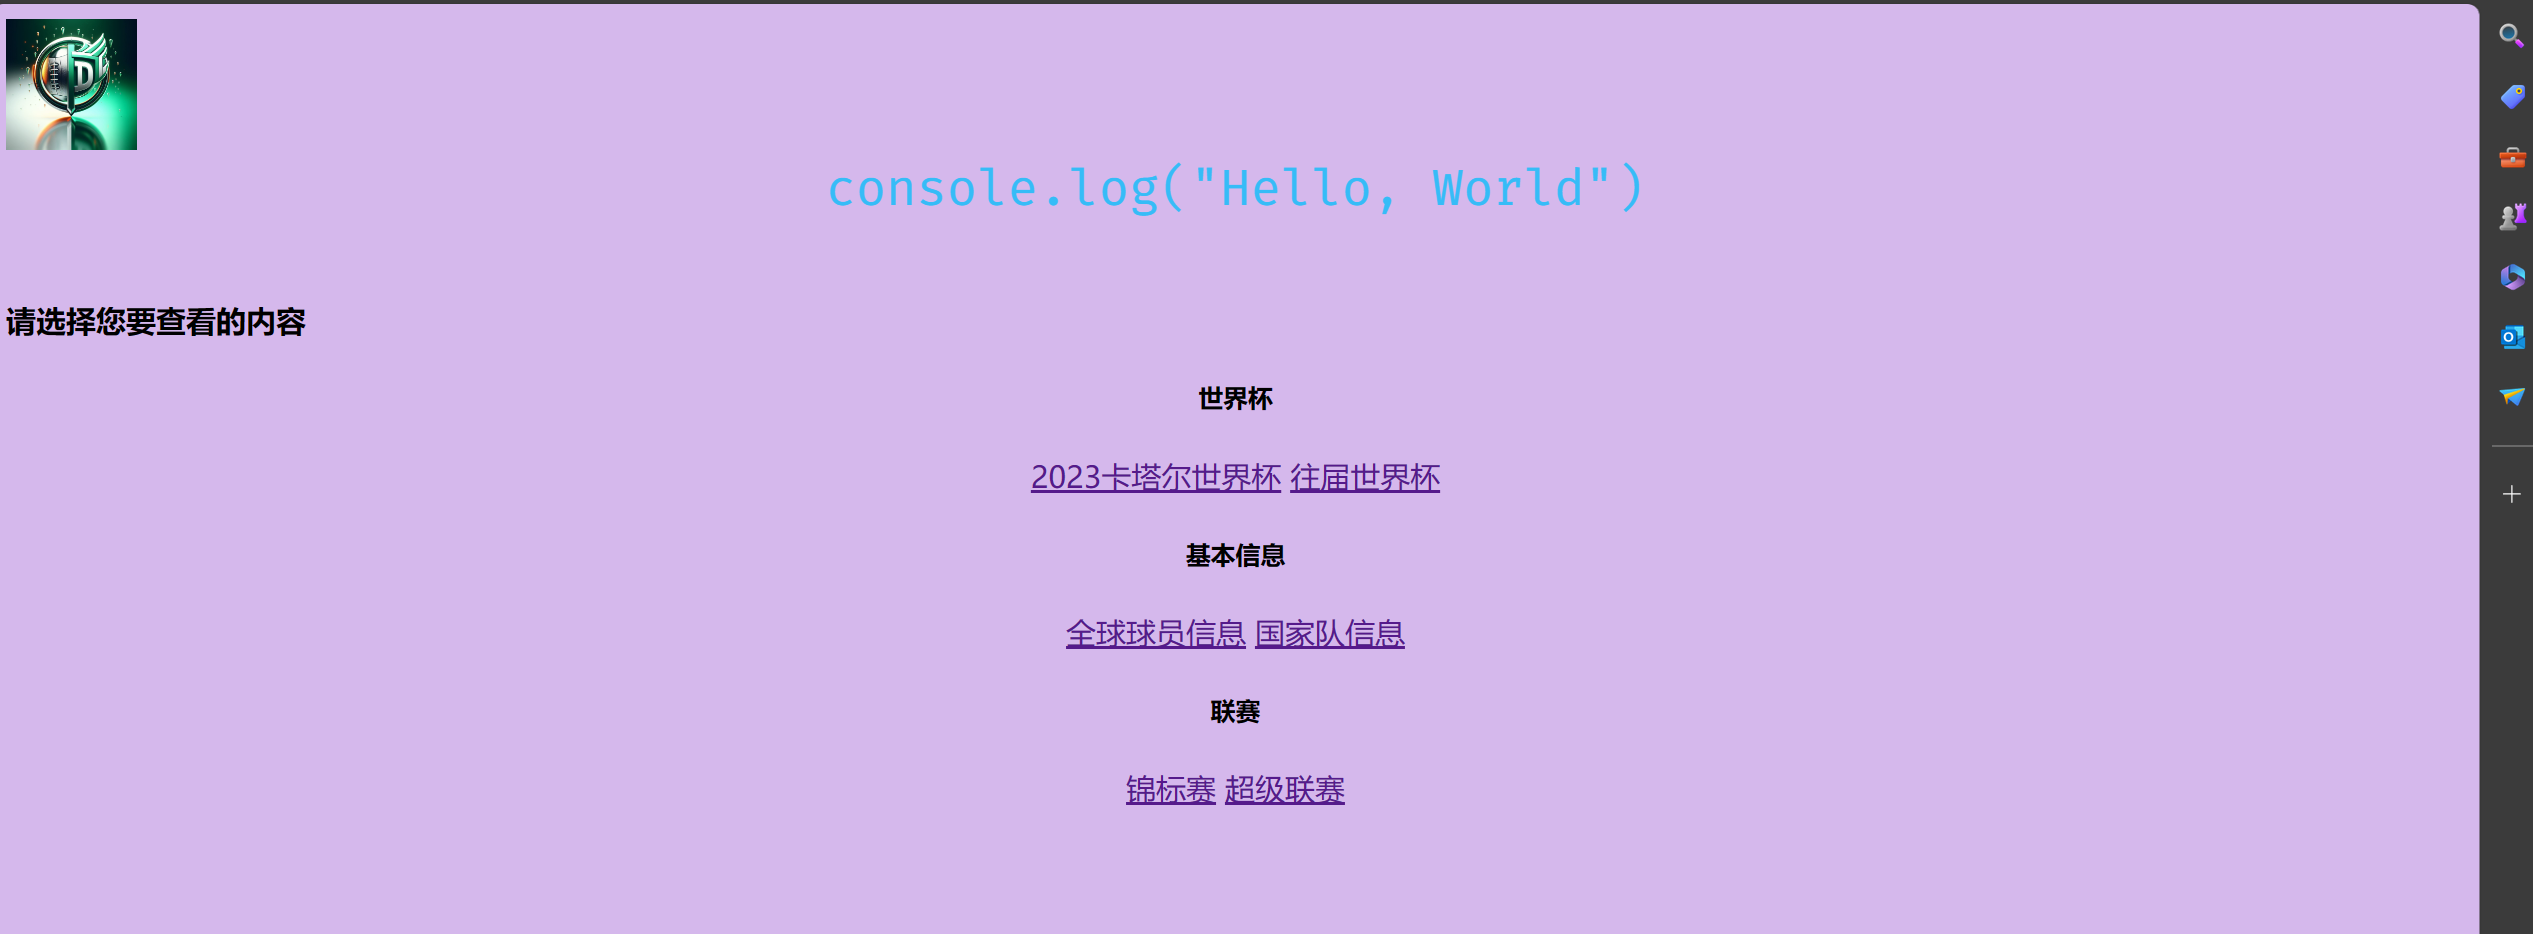 D
console.log("Hello, World")
请选择您要查看的内容
世界杯
2023卡塔尔世界杯 往届世界杯
基本信息
全球球员信息 国家队信息
联赛
锦标赛 超级联赛